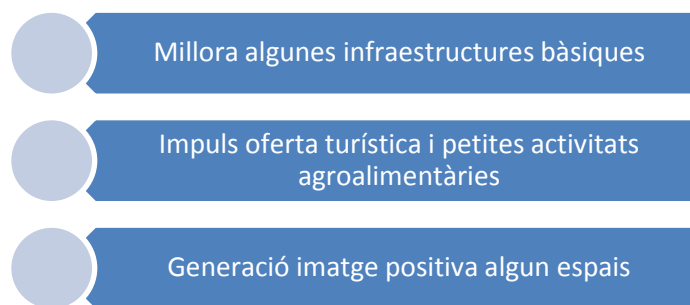 Millora algunes infraestructures bàsiques
Impuls oferta turística i petites activitats
agroalimentàries
Generació imatge positiva algun espais